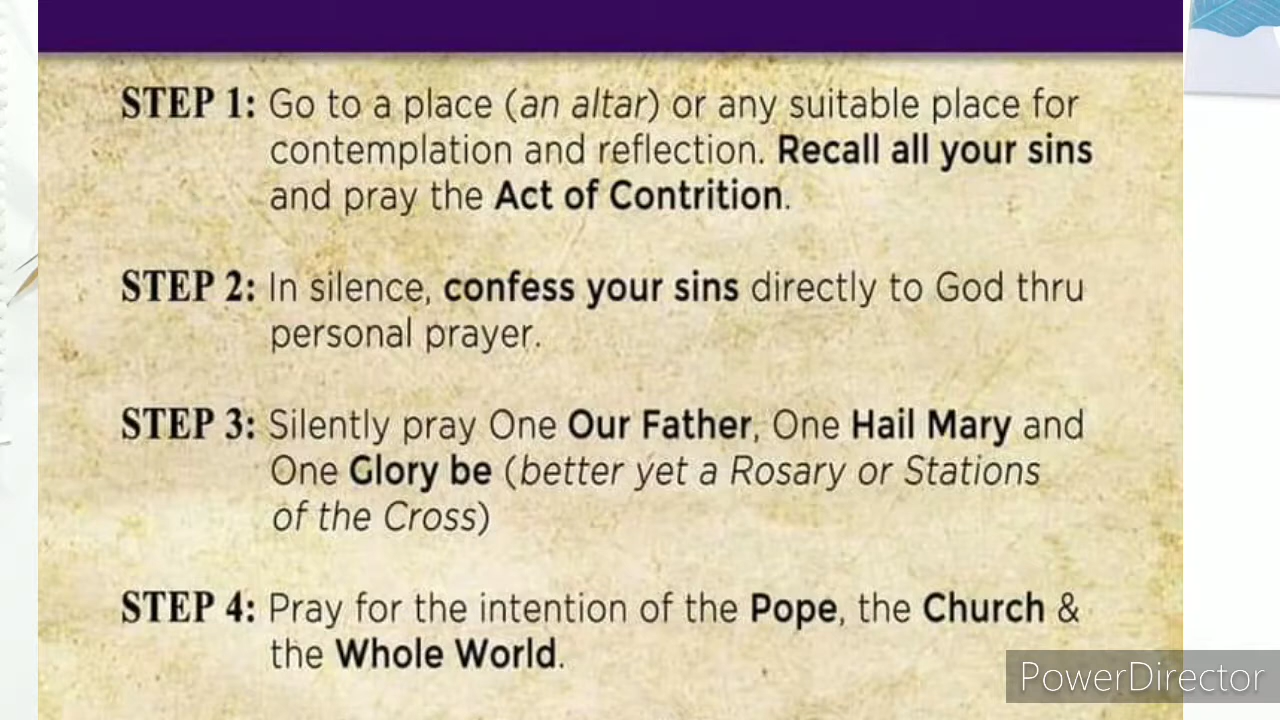 STEP 1: Go to a place (an altar) or any suitable place for
contemplation and reflection. Recall all your sins
and pray the Act of Contrition.
STEP 2: In silence, confess your sins directly to God thru
personal prayer.
STEP 3: Silently pray One Our Father, One Hail Mary and
One Glory be (better yet a Rosary or Stations
of the Cross)
STEP 4: Pray for the intention of the Pope, the Church &
the Whole World.
PowerDirector